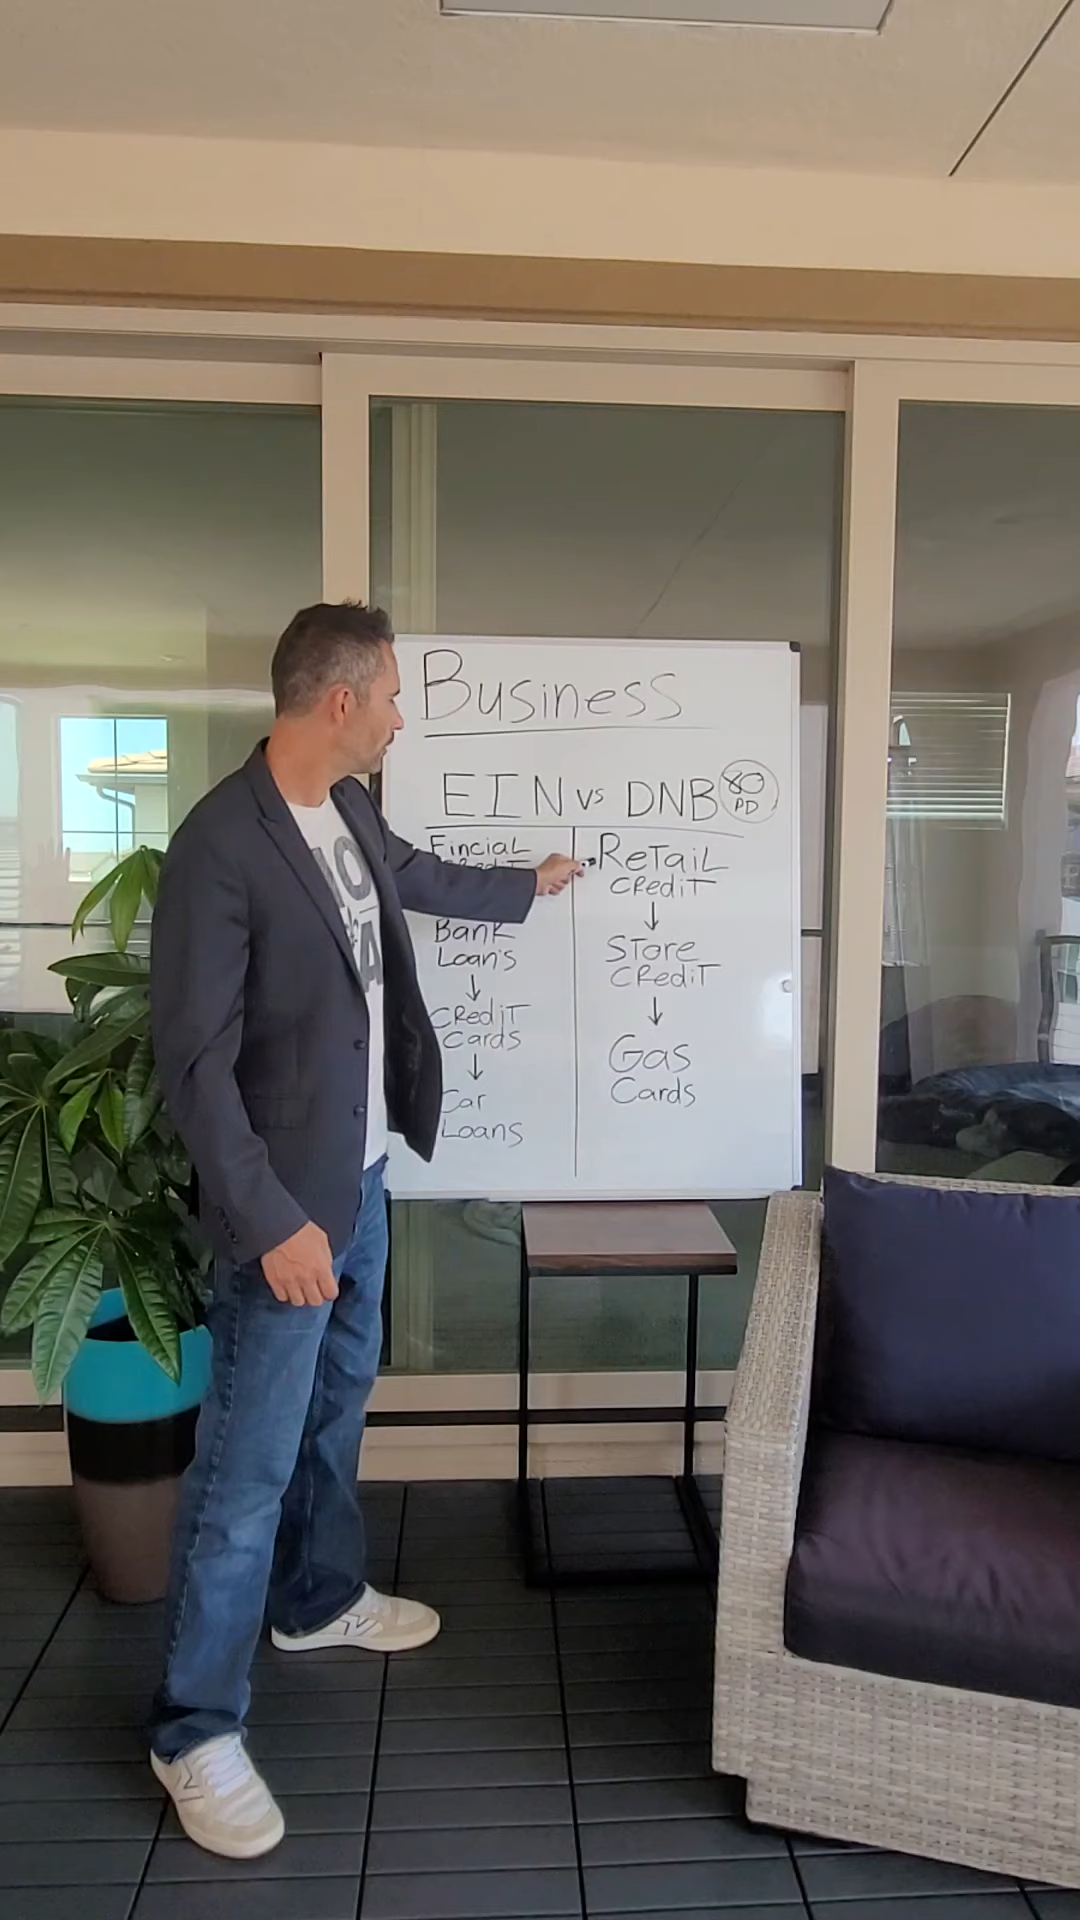 Business
EIN vs DNB 80
PD
Fincial
Credit
Bank
Loan's
↓
CRediT
Cards
↓
Car
Loans
ReTaiL
CRediT
↓
STore
CRediT
↓
Gas
Cards